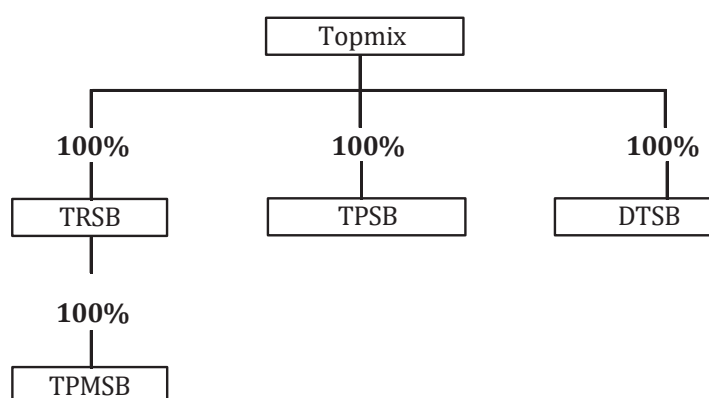 Topmix
100% 100% 100%
TRSB TPSB DTSB
100%
TPMSB